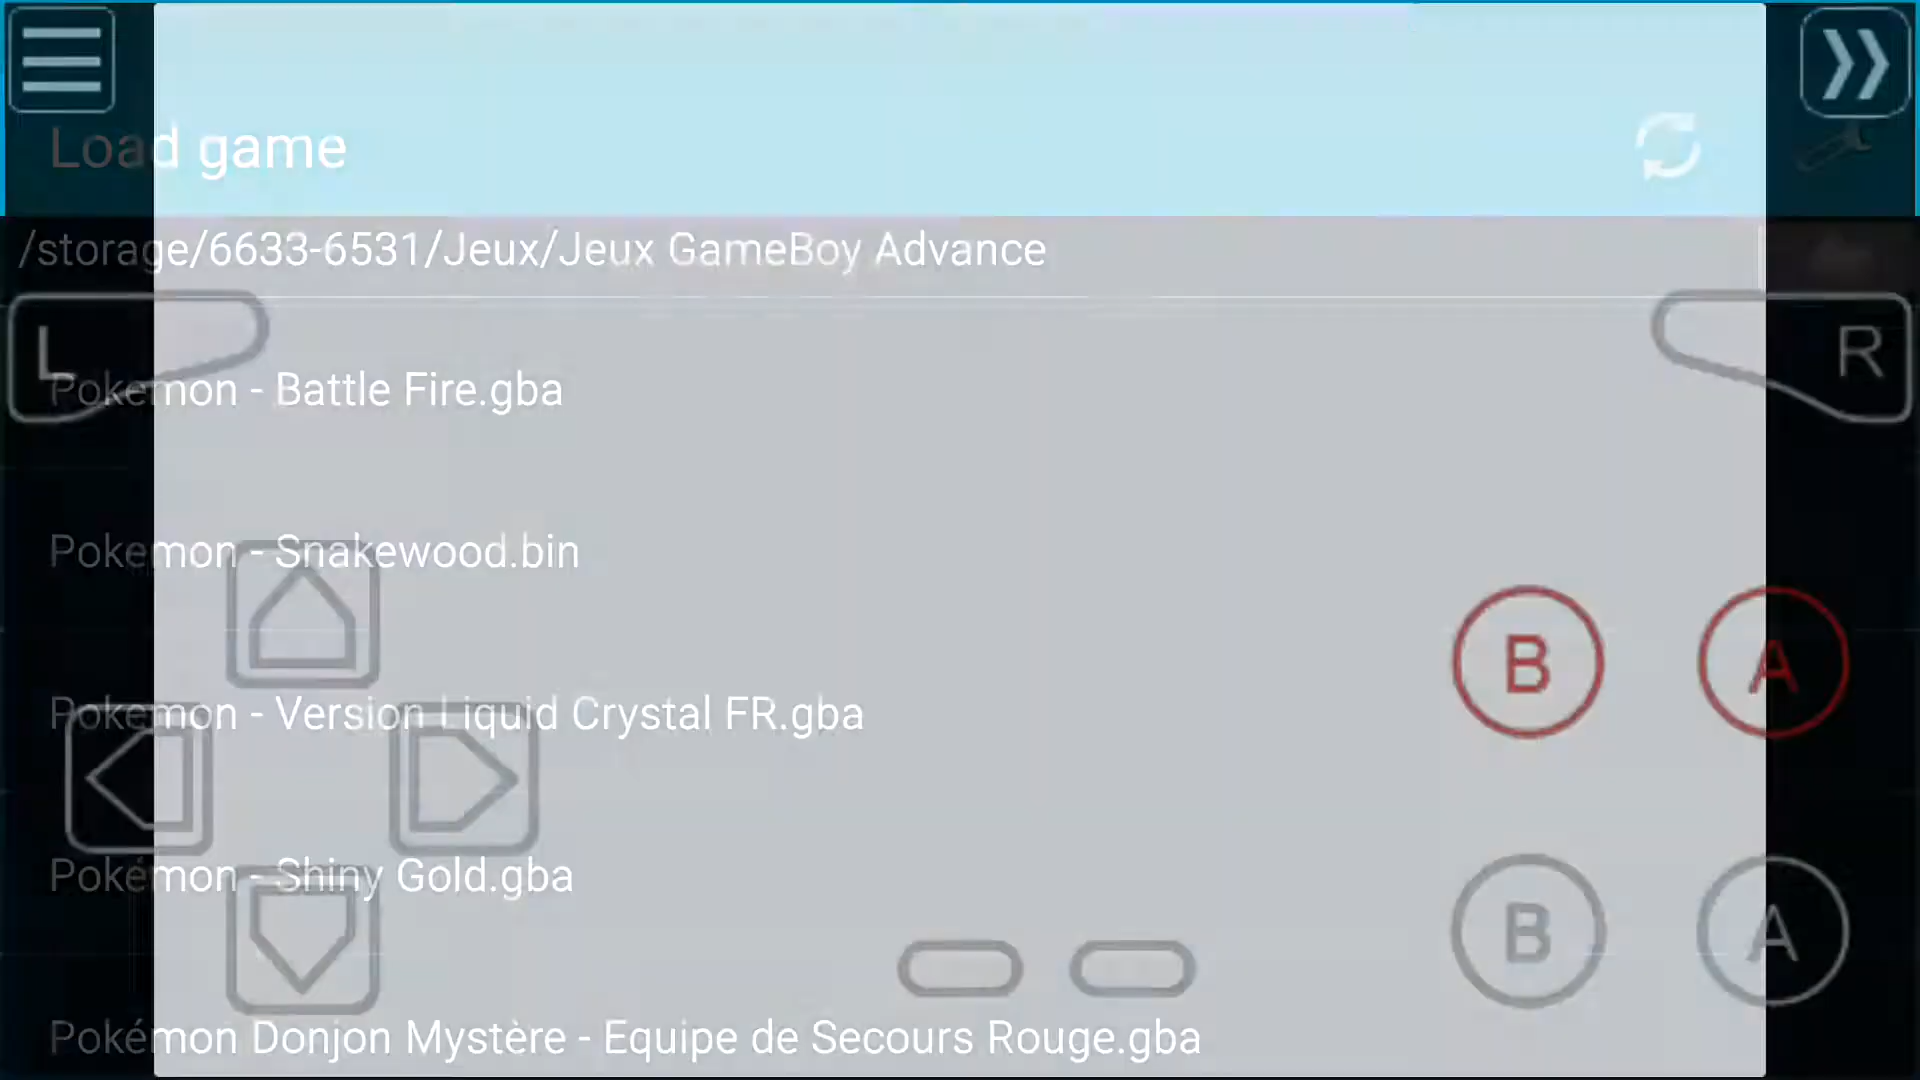 Load game
/storage/6633-6531/Jeux/Jeux GameBoy Advance
L
R
Pokemon - Battle Fire.gba
Pokemon - Snakewood.bin
B
A
Pokemon - Version Liquid Crystal FR.gba
Pokémon - Shiny Gold.gba
B
A
Pokémon Donjon Mystère - Equipe de Secours Rouge.gba